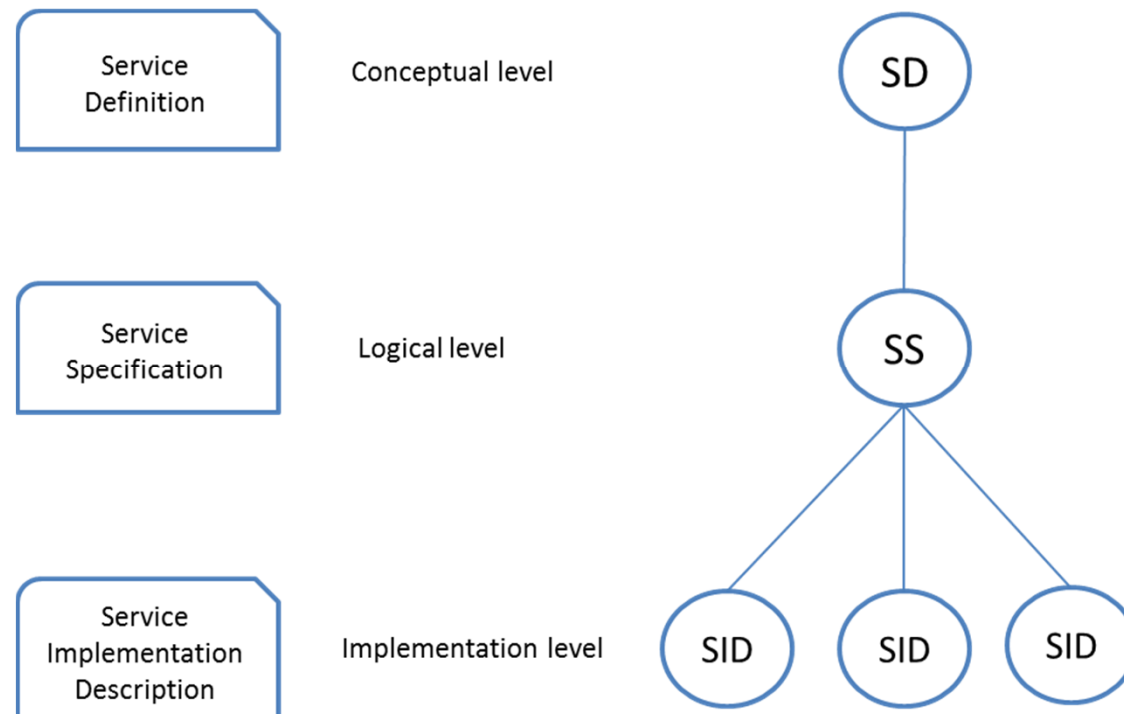 Service
Definition
Conceptual level
SD
Service
Specification
Logical level
SS
Service
Implementation
Description
Implementation level
SID
SID
SID